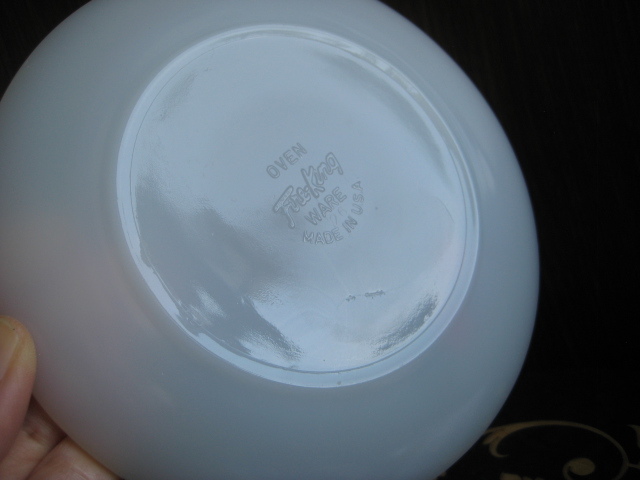 OVEN
Fire-King
WARE
MADE IN U.S.A